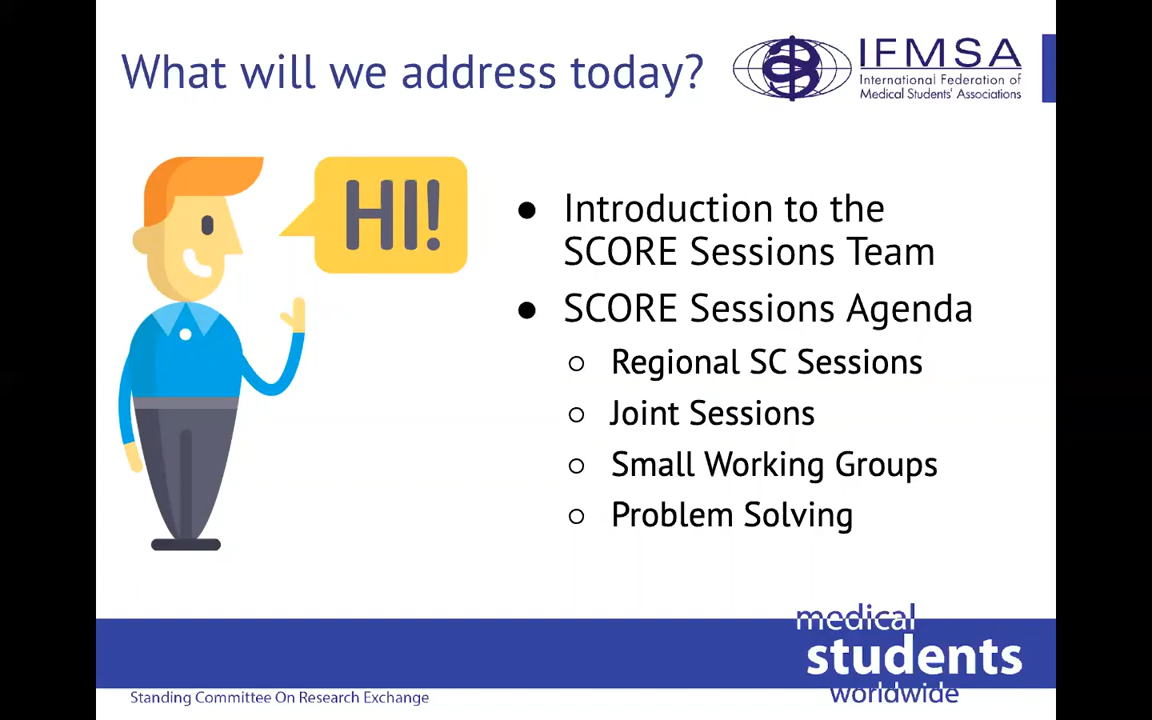 What will we address today?
IFMSA
International Federation of
Medical Students' Associations
HI!
● Introduction to the
SCORE Sessions Team
● SCORE Sessions Agenda
○ Regional SC Sessions
○ Joint Sessions
○ Small Working Groups
○ Problem Solving
medical
students
worldwide
Standing Committee On Research Exchange